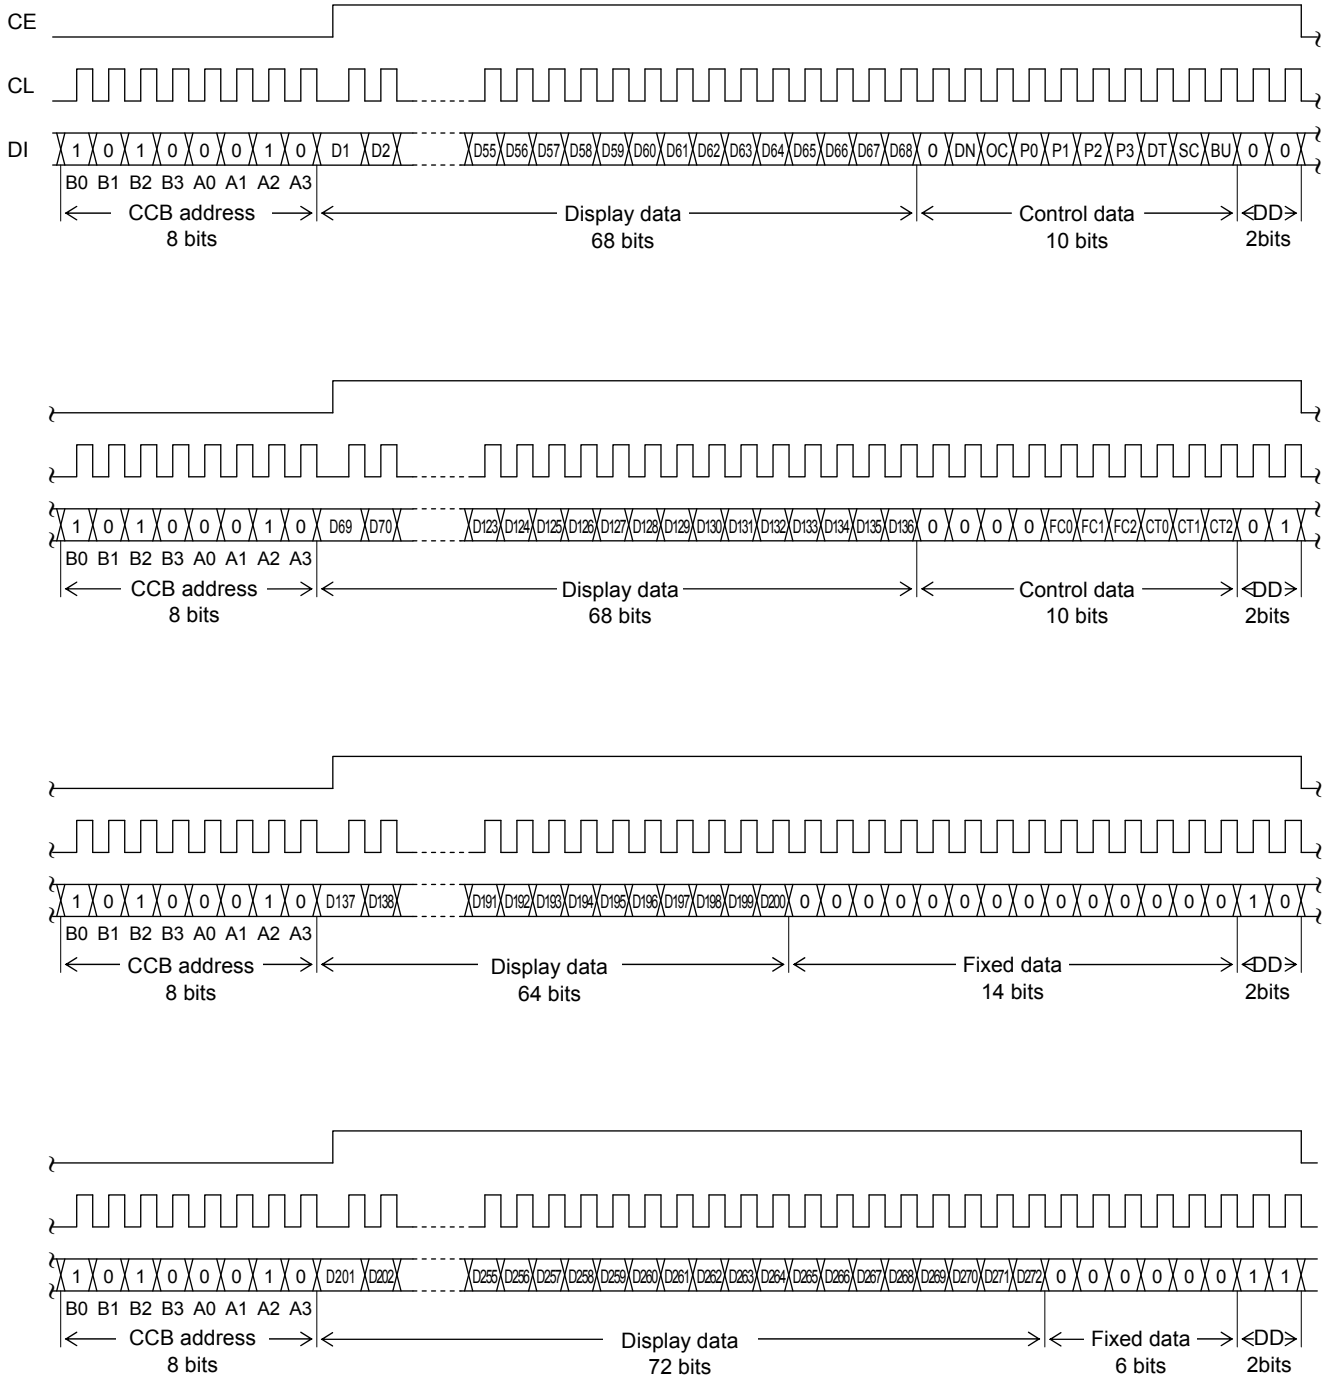 CE
CL
DI 1 0 1 0 0 0 1 0 D1 D2 D55 D56 D57 D58 D59 D60 D61 D62 D63 D64 D65 D66 D67 D68 0 DN OC P0 P1 P2 P3 DT SC BU 0 0
B0 B1 B2 B3 A0 A1 A2 A3
CCB address Display data Control data DD
8 bits 68 bits 10 bits 2bits
1 0 1 0 0 0 1 0 D69 D70 D123 D124 D125 D126 D127 D128 D129 D130 D131 D132 D133 D134 D135 D136 0 0 0 0 FC0 FC1 FC2 CT0 CT1 CT2 0 1
B0 B1 B2 B3 A0 A1 A2 A3
CCB address Display data Control data DD
8 bits 68 bits 10 bits 2bits
1 0 1 0 0 0 1 0 D137 D138 D191 D192 D193 D194 D195 D196 D197 D198 D199 D200 0 0 0 0 0 0 0 0 0 0 0 0 0 0 1 0
B0 B1 B2 B3 A0 A1 A2 A3
CCB address Display data Fixed data DD
8 bits 64 bits 14 bits 2bits
1 0 1 0 0 0 1 0 D201 D202 D255 D256 D257 D258 D259 D260 D261 D262 D263 D264 D265 D266 D267 D268 D269 D270 D271 D272 0 0 0 0 0 0 1 1
B0 B1 B2 B3 A0 A1 A2 A3
CCB address Display data Fixed data DD
8 bits 72 bits 6 bits 2bits